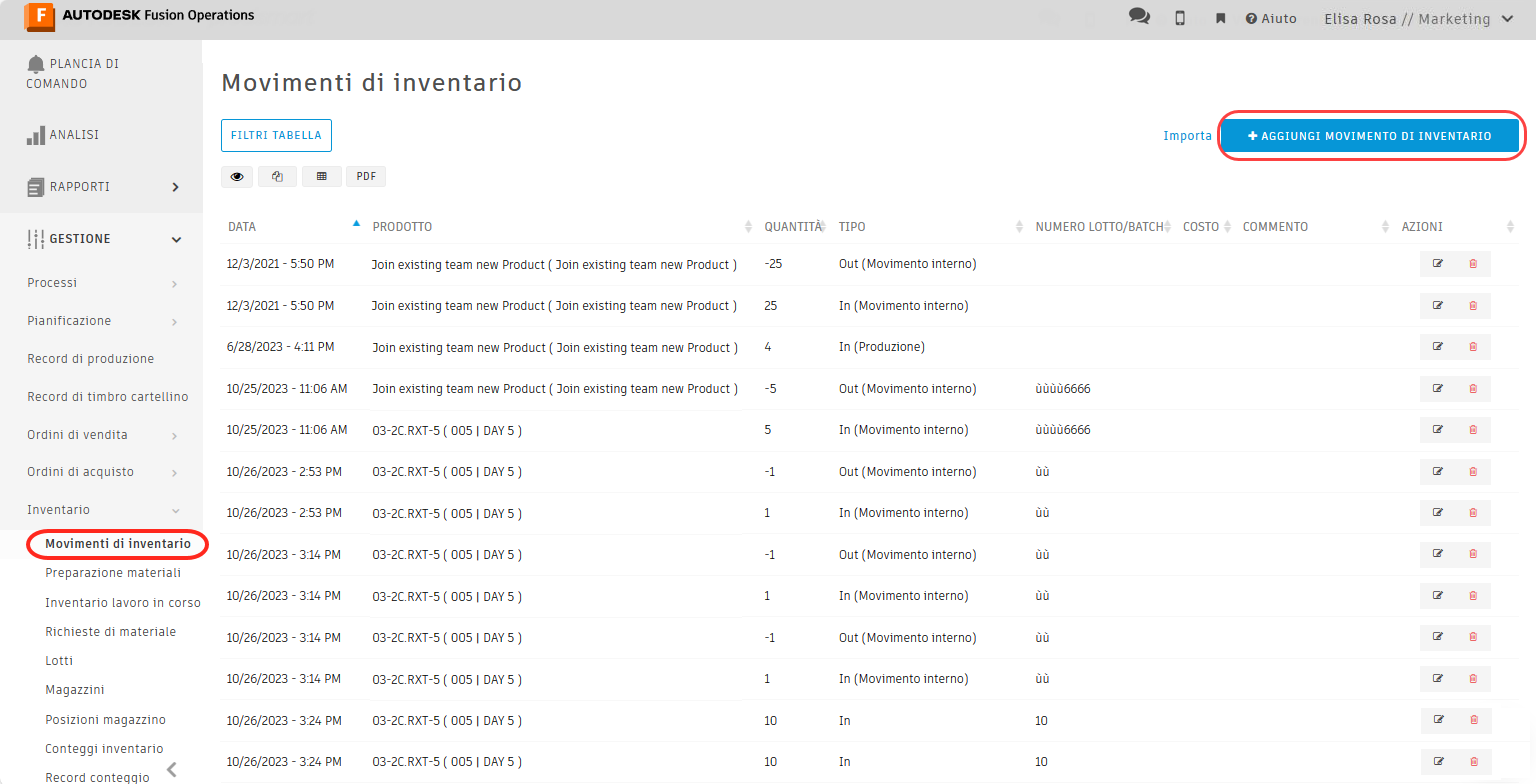 F AUTODESK Fusion Operations
Aiuto
Elisa Rosa // Marketing
PLANCIA DI
COMANDO
ANALISI
RAPPORTI
GESTIONE
Processi
Pianificazione
Record di produzione
Record di timbro cartellino
Ordini di vendita
Ordini di acquisto
Inventario
Movimenti di inventario
Preparazione materiali
Inventario lavoro in corso
Richieste di materiale
Lotti
Magazzini
Posizioni magazzino
Conteggi inventario
Record conteggio
Movimenti di inventario
FILTRI TABELLA
Importa
+ AGGIUNGI MOVIMENTO DI INVENTARIO
PDF
DATA PRODOTTO QUANTITÀ TIPO NUMERO LOTTO/BATCH COSTO COMMENTO AZIONI
12/3/2021 - 5:50 PM Join existing team new Product ( Join existing team new Product ) -25 Out (Movimento interno)
12/3/2021 - 5:50 PM Join existing team new Product ( Join existing team new Product ) 25 In (Movimento interno)
6/28/2023 - 4:11 PM Join existing team new Product ( Join existing team new Product ) 4 In (Produzione)
10/25/2023 - 11:06 AM Join existing team new Product ( Join existing team new Product ) -5 Out (Movimento interno) ùùùù6666
10/25/2023 - 11:06 AM 03-2C.RXT-5 ( 005 | DAY 5 ) 5 In (Movimento interno) ùùùù6666
10/26/2023 - 2:53 PM 03-2C.RXT-5 ( 005 | DAY 5 ) -1 Out (Movimento interno) ùù
10/26/2023 - 2:53 PM 03-2C.RXT-5 ( 005 | DAY 5 ) 1 In (Movimento interno) ùù
10/26/2023 - 3:14 PM 03-2C.RXT-5 ( 005 | DAY 5 ) -1 Out (Movimento interno) ùù
10/26/2023 - 3:14 PM 03-2C.RXT-5 ( 005 | DAY 5 ) 1 In (Movimento interno) ùù
10/26/2023 - 3:14 PM 03-2C.RXT-5 ( 005 | DAY 5 ) -1 Out (Movimento interno) ùù
10/26/2023 - 3:14 PM 03-2C.RXT-5 ( 005 | DAY 5 ) 1 In (Movimento interno) ùù
10/26/2023 - 3:24 PM 03-2C.RXT-5 ( 005 | DAY 5 ) 10 In 10
10/26/2023 - 3:24 PM 03-2C.RXT-5 ( 005 | DAY 5 ) 10 In 10